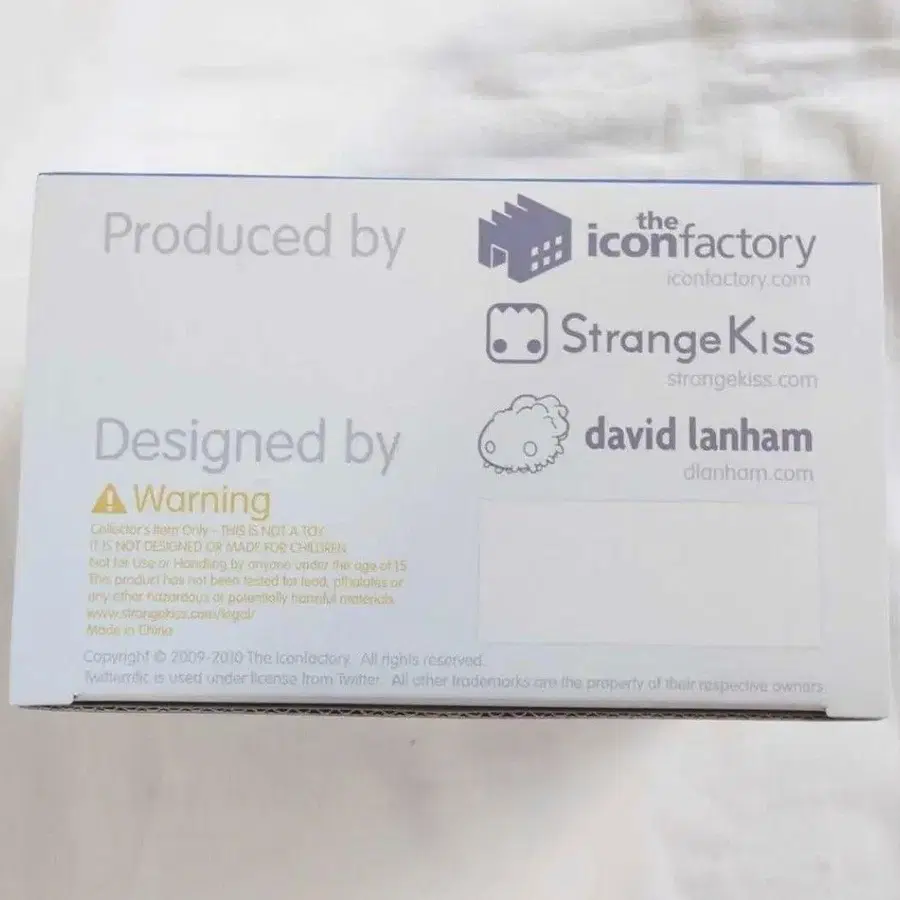 Produced by
the
iconfactory
iconfactory.com
StrangeKiss
strangekiss.com
Designed by
david lanham
dlanham.com
Warning
Collector's Item Only - THIS IS NOT A TOY
IT IS NOT DESIGNED OR MADE FOR CHILDREN
Not for Use or Handling by anyone under the age of 15
This product has not been tested for lead, pthalates or
any other hazardous or potentially harmful materials
www.strangekiss.com/legal/
Made in China
Copyright © 2009-2010 The Iconfactory. All rights reserved.
Twitterrific is used under license from Twitter. All other trademarks are the property of their respective owners.